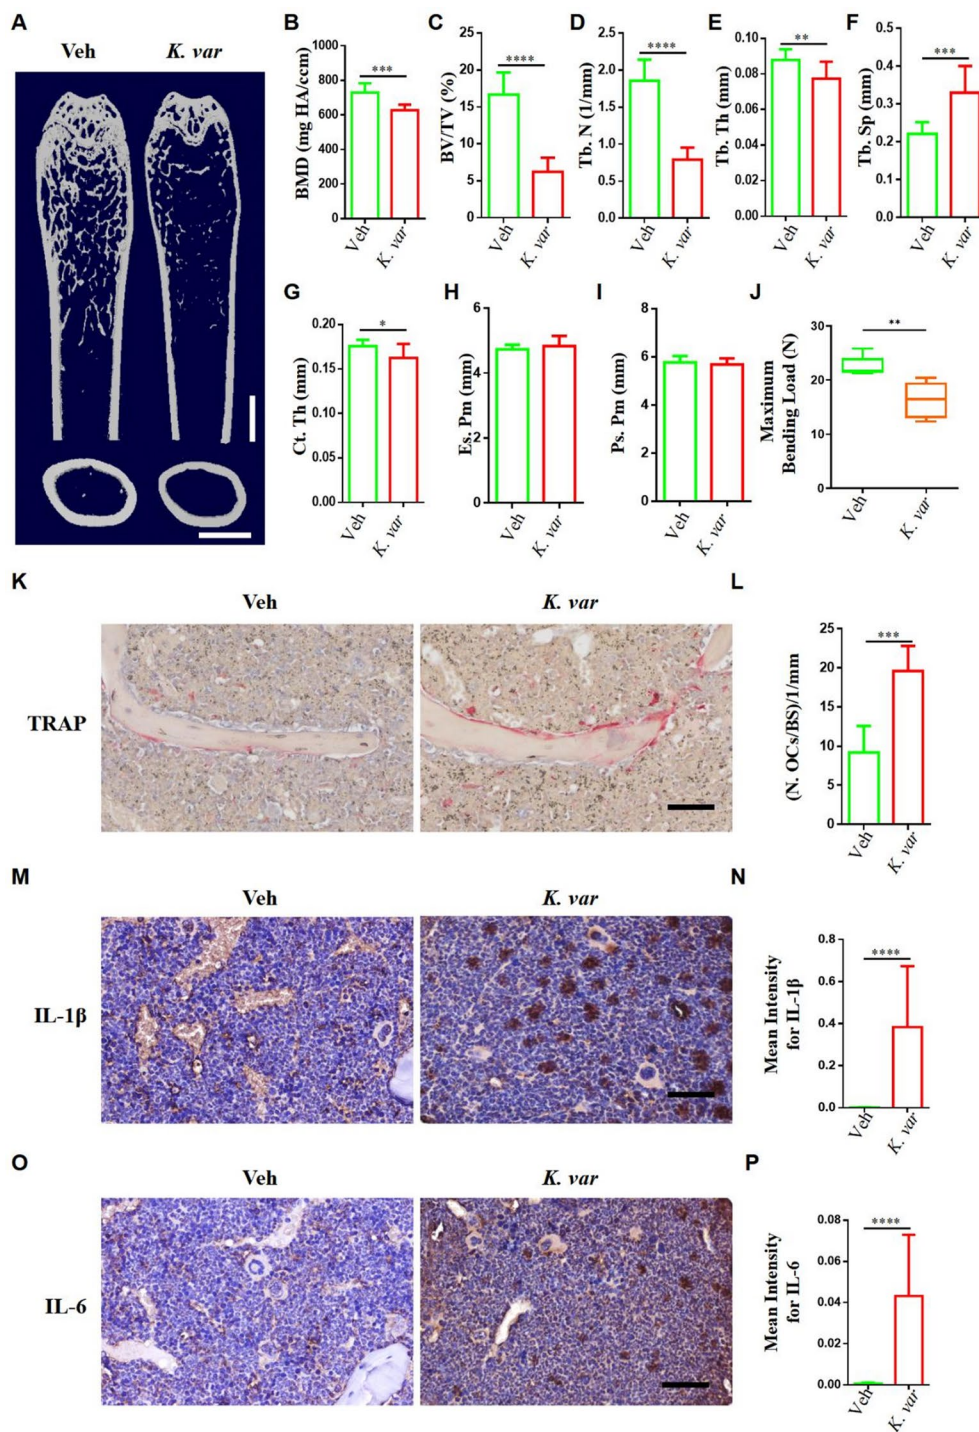 A
Veh
K. var
B
BMD (mg HA/ccm)
1000
800
600
400
200
0
***
Veh
K. var
C
BV/TV (%)
25
20
15
10
5
0
****
Veh
K. var
D
Tb. N (1/mm)
2.5
2.0
1.5
1.0
0.5
0.0
****
Veh
K. var
E
Tb. Th (mm)
0.10
0.08
0.06
0.04
0.02
0.00
**
Veh
K. var
F
Tb. Sp (mm)
0.5
0.4
0.3
0.2
0.1
0.0
***
Veh
K. var
G
Ct. Th (mm)
0.20
0.15
0.10
0.05
0.00
*
Veh
K. var
H
Es. Pm (mm)
6
4
2
0
Veh
K. var
I
Ps. Pm (mm)
8
6
4
2
0
Veh
K. var
J
Maximum
Bending Load (N)
30
20
10
0
**
Veh
K. var
K
Veh
K. var
TRAP
L
(N. OCs/BS)/1/mm
25
20
15
10
5
0
***
Veh
K. var
M
Veh
K. var
IL-1β
N
Mean Intensity
for IL-1β
0.8
0.6
0.4
0.2
0.0
****
Veh
K. var
O
Veh
K. var
IL-6
P
Mean Intensity
for IL-6
0.08
0.06
0.04
0.02
0.00
****
Veh
K. var